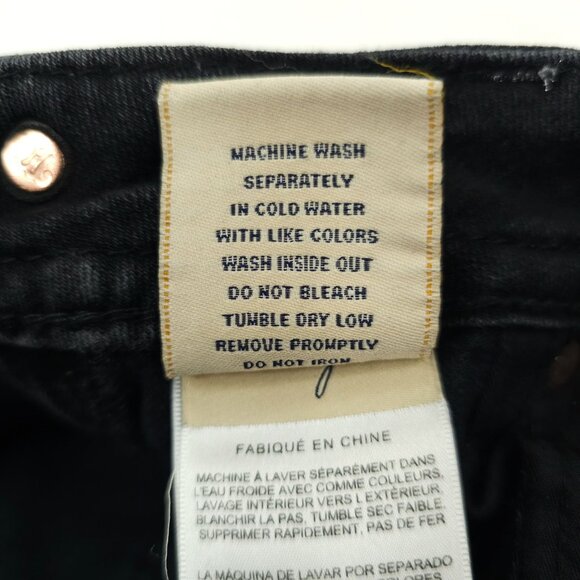 MACHINE WASH
SEPARATELY
IN COLD WATER
WITH LIKE COLORS
WASH INSIDE OUT
DO NOT BLEACH
TUMBLE DRY LOW
REMOVE PROMPTLY
DO NOT IRON
FABIQUÉ EN CHINE
MACHINE À LAVER SÉPARÉMENT DANS
L'EAU FROIDE AVEC COMME COULEURS,
LAVAGE INTÉRIEUR VERS L'EXTÉRIEUR,
BLANCHIR LA PAS, TUMBLE SEC FAIBLE,
SUPPRIMER RAPIDEMENT, PAS DE FER
LA MÁQUINA DE LAVAR POR SEPARADO